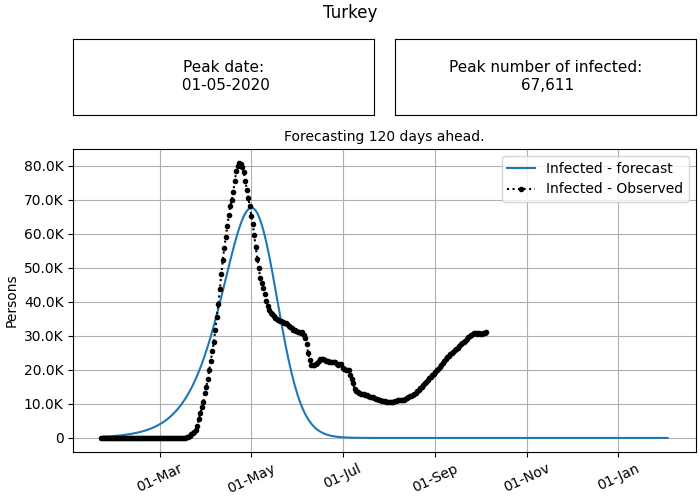 Turkey
Peak date:
01-05-2020
Peak number of infected:
67,611
Forecasting 120 days ahead.
Infected - forecast
Infected - Observed
Persons
80.0K
70.0K
60.0K
50.0K
40.0K
30.0K
20.0K
10.0K
0
01-Mar
01-May
01-Jul
01-Sep
01-Nov
01-Jan